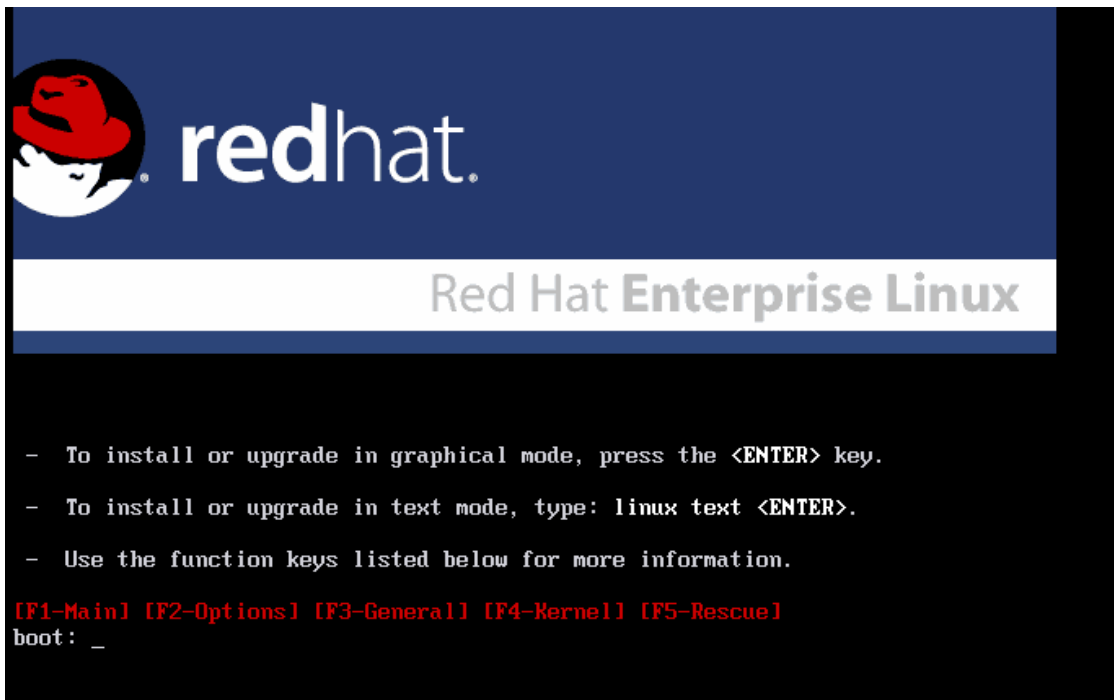 redhat.
Red Hat Enterprise Linux
- To install or upgrade in graphical mode, press the <ENTER> key.
- To install or upgrade in text mode, type: linux text <ENTER>.
- Use the function keys listed below for more information.
[F1-Main] [F2-Options] [F3-General] [F4-Kernel] [F5-Rescue]
boot: _